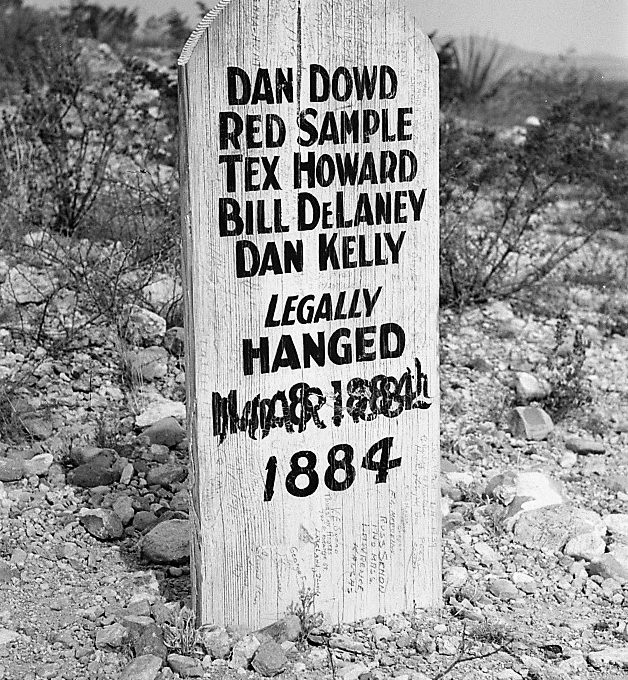 DAN DOWD
RED SAMPLE
TEX HOWARD
BILL DELANEY
DAN KELLY
LEGALLY
HANGED
1884